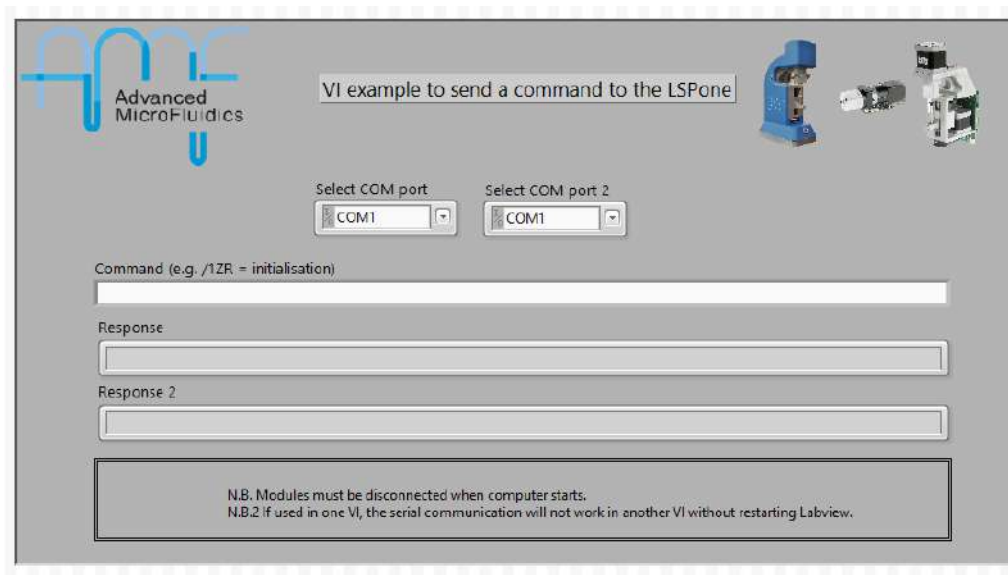 Advanced
MicroFluidics
VI example to send a command to the LSPone
Select COM port
Select COM port 2
COM1
COM1
Command (e.g. /1ZR = initialisation)
Response
Response 2
N.B. Modules must be disconnected when computer starts.
N.B.2 If used in one VI, the serial communication will not work in another VI without restarting Labview.